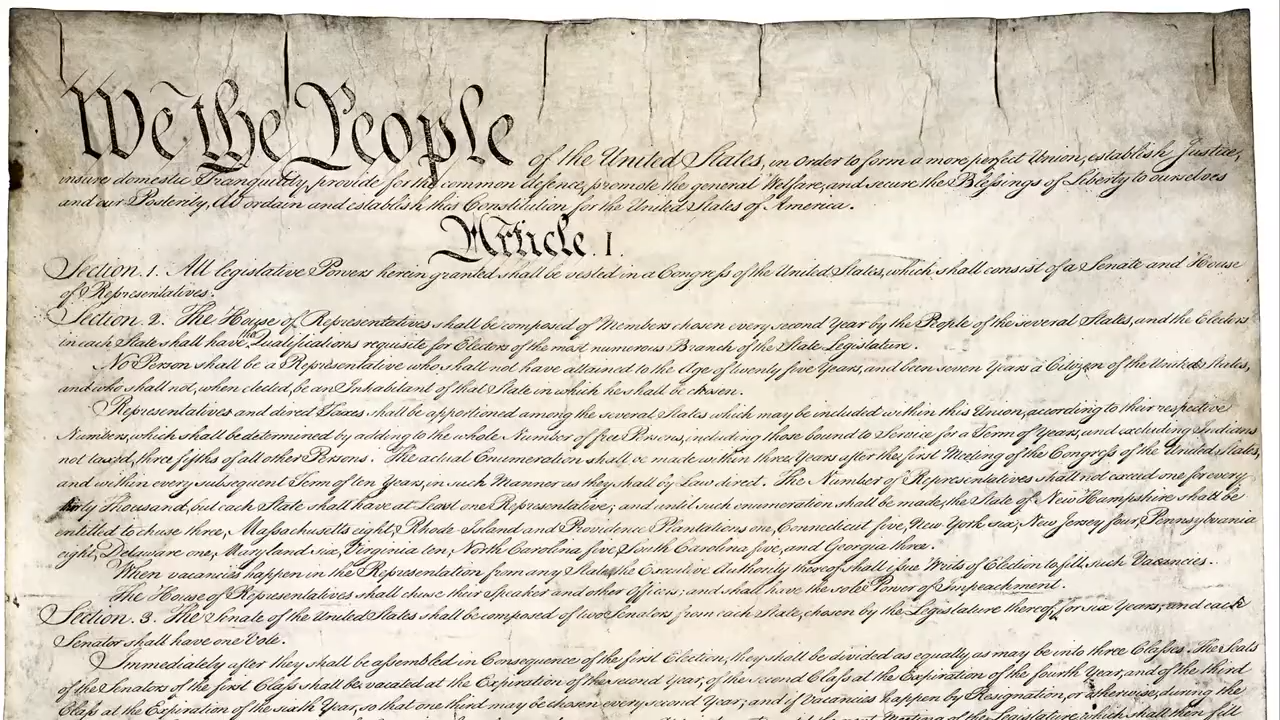 We the People of the United States, in Order to form a more perfect Union, establish Justice,
insure domestic Tranquility, provide for the common defence, promote the general Welfare, and secure the Blessings of Liberty to ourselves
and our Posterity, do ordain and establish this Constitution for the United States of America.
Article. I.
Section. 1. All legislative Powers herein granted shall be vested in a Congress of the United States, which shall consist of a Senate and House
of Representatives.
Section. 2. The House of Representatives shall be composed of Members chosen every second Year by the People of the several States, and the Electors
in each State shall have the Qualifications requisite for Electors of the most numerous Branch of the State Legislature.
No Person shall be a Representative who shall not have attained to the Age of twenty five Years, and been seven Years a Citizen of the United States,
and who shall not, when elected, be an Inhabitant of that State in which he shall be chosen.
Representatives and direct Taxes shall be apportioned among the several States which may be included within this Union, according to their respective
Numbers, which shall be determined by adding to the whole Number of free Persons, including those bound to Service for a Term of Years, and excluding Indians
not taxed, three fifths of all other Persons. The actual Enumeration shall be made within three Years after the first Meeting of the Congress of the United States,
and within every subsequent Term of ten Years, in such Manner as they shall by Law direct. The Number of Representatives shall not exceed one for every
thirty Thousand, but each State shall have at Least one Representative; and until such enumeration shall be made, the State of New Hampshire shall be
entitled to chuse three, Massachusetts eight, Rhode Island and Providence Plantations one, Connecticut five, New York six, New Jersey four, Pennsylvania
eight, Delaware one, Maryland six, Virginia ten, North Carolina five, South Carolina five, and Georgia three.
When vacancies happen in the Representation from any State, the Executive Authority thereof shall issue Writs of Election to fill such Vacancies.
The House of Representatives shall chuse their Speaker and other Officers; and shall have the sole Power of Impeachment.
Section. 3. The Senate of the United States shall be composed of two Senators from each State, chosen by the Legislature thereof, for six Years; and each
Senator shall have one Vote.
Immediately after they shall be assembled in Consequence of the first Election, they shall be divided as equally as may be into three Classes. The Seats
of the Senators of the first Class shall be vacated at the Expiration of the second Year, of the second Class at the Expiration of the fourth Year, and of the third
Class at the Expiration of the sixth Year, so that one third may be chosen every second Year; and if Vacancies happen by Resignation, or otherwise, during the
Meeting of the Legislature, which shall then fill